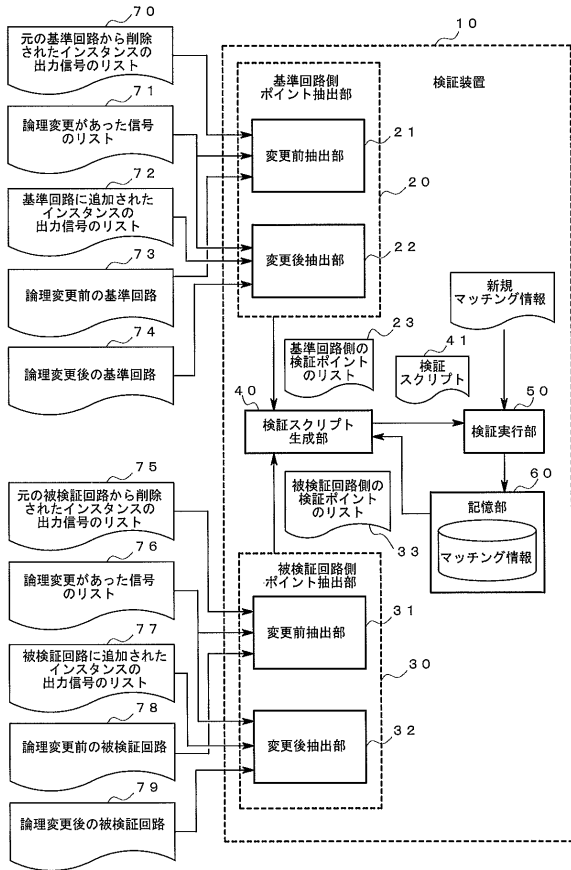 70
元の基準回路から削除
されたインスタンスの
出力信号のリスト
71
論理変更があった信号
のリスト
72
基準回路に追加された
インスタンスの
出力信号のリスト
73
論理変更前の基準回路
74
論理変更後の基準回路
10
検証装置
基準回路側
ポイント抽出部
21
変更前抽出部
20
変更後抽出部
22
新規
マッチング情報
23
基準回路側の
検証ポイント
のリスト
41
検証
スクリプト
40
検証スクリプト
生成部
50
検証実行部
60
記憶部
マッチング情報
被検証回路側の
検証ポイント
のリスト
33
75
元の被検証回路から削除
されたインスタンスの
出力信号のリスト
76
論理変更があった信号
のリスト
77
被検証回路に追加された
インスタンスの
出力信号のリスト
78
論理変更前の被検証回路
79
論理変更後の被検証回路
被検証回路側
ポイント抽出部
31
変更前抽出部
30
32
変更後抽出部